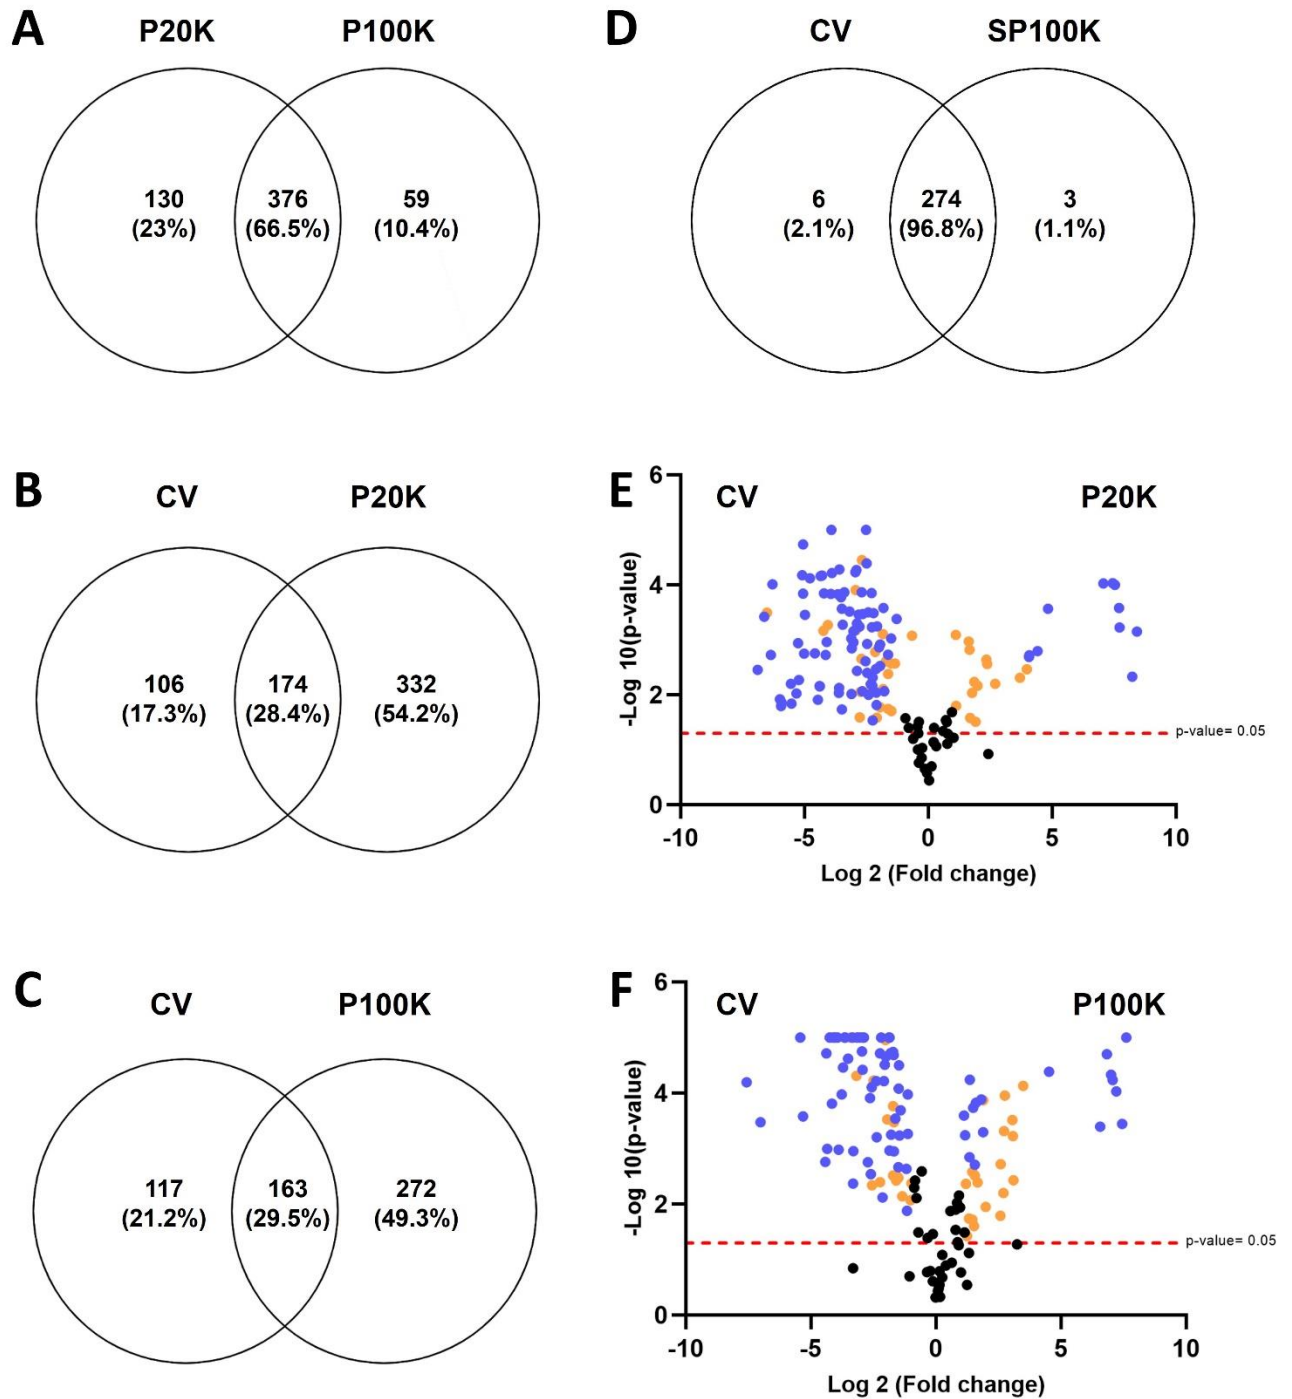 A
P20K
P100K
130
(23%)
376
(66.5%)
59
(10.4%)
B
CV
P20K
106
(17.3%)
174
(28.4%)
332
(54.2%)
C
CV
P100K
117
(21.2%)
163
(29.5%)
272
(49.3%)
D
CV
SP100K
6
(2.1%)
274
(96.8%)
3
(1.1%)
E
CV
P20K
-Log 10(p-value)
6
4
2
0
p-value= 0.05
-10
-5
0
5
10
Log 2 (Fold change)
F
CV
P100K
-Log 10(p-value)
6
4
2
0
p-value= 0.05
-10
-5
0
5
10
Log 2 (Fold change)